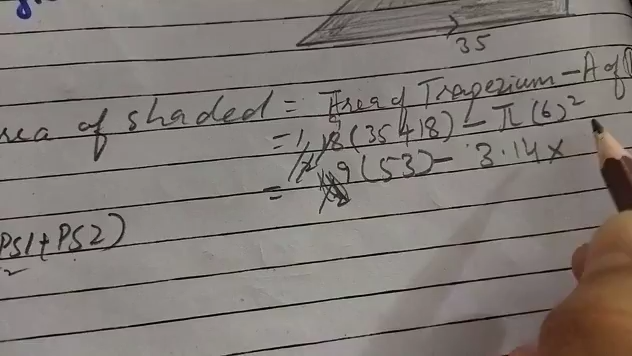 35
rea of shaded = Area of Trapezium - A of
= 1/2 18 (35+18) - π(6)²
= 9 (53) - 3.14×
PS1+PS2)
2